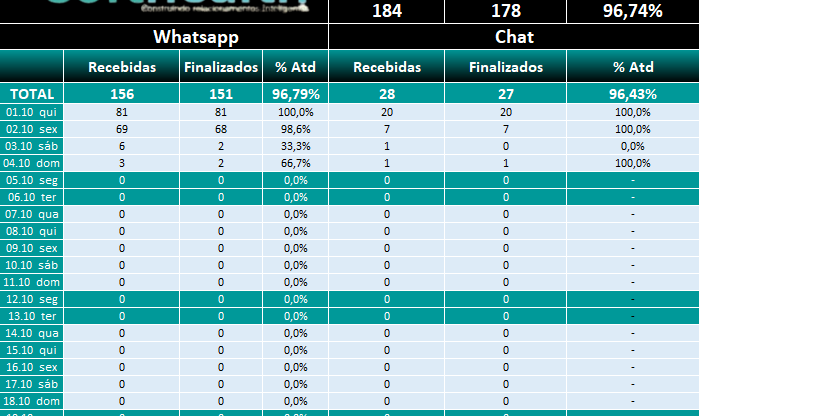 Construindo relacionamentos Inteligentes
184 178 96,74%
Whatsapp Chat
Recebidas Finalizados % Atd Recebidas Finalizados % Atd
TOTAL 156 151 96,79% 28 27 96,43%
01.10 qui 81 81 100,0% 20 20 100,0%
02.10 sex 69 68 98,6% 7 7 100,0%
03.10 sáb 6 2 33,3% 1 0 0,0%
04.10 dom 3 2 66,7% 1 1 100,0%
05.10 seg 0 0 0,0% 0 0 -
06.10 ter 0 0 0,0% 0 0 -
07.10 qua 0 0 0,0% 0 0 -
08.10 qui 0 0 0,0% 0 0 -
09.10 sex 0 0 0,0% 0 0 -
10.10 sáb 0 0 0,0% 0 0 -
11.10 dom 0 0 0,0% 0 0 -
12.10 seg 0 0 0,0% 0 0 -
13.10 ter 0 0 0,0% 0 0 -
14.10 qua 0 0 0,0% 0 0 -
15.10 qui 0 0 0,0% 0 0 -
16.10 sex 0 0 0,0% 0 0 -
17.10 sáb 0 0 0,0% 0 0 -
18.10 dom 0 0 0,0% 0 0 -